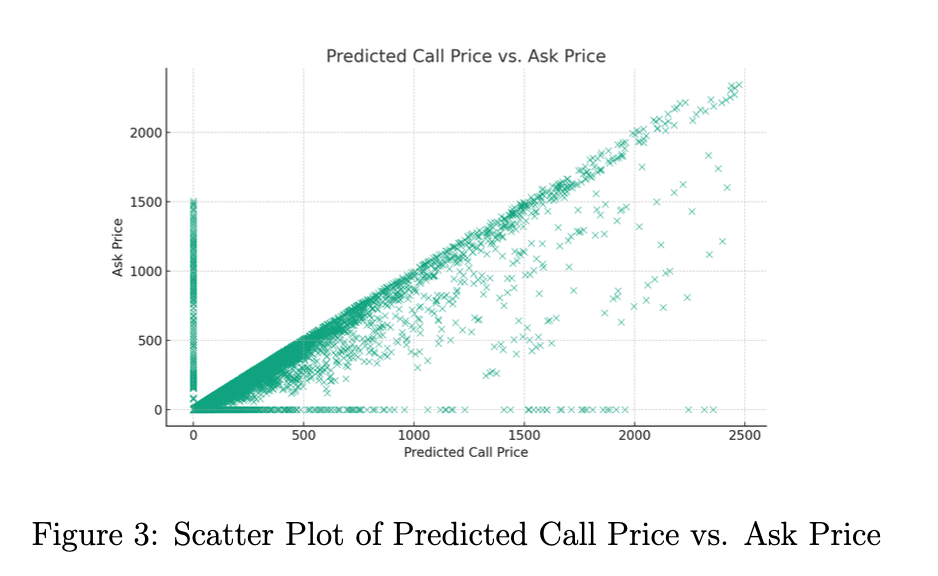 Predicted Call Price vs. Ask Price
2000
1500
1000
500
0
Ask Price
0 500 1000 1500 2000 2500
Predicted Call Price
Figure 3: Scatter Plot of Predicted Call Price vs. Ask Price